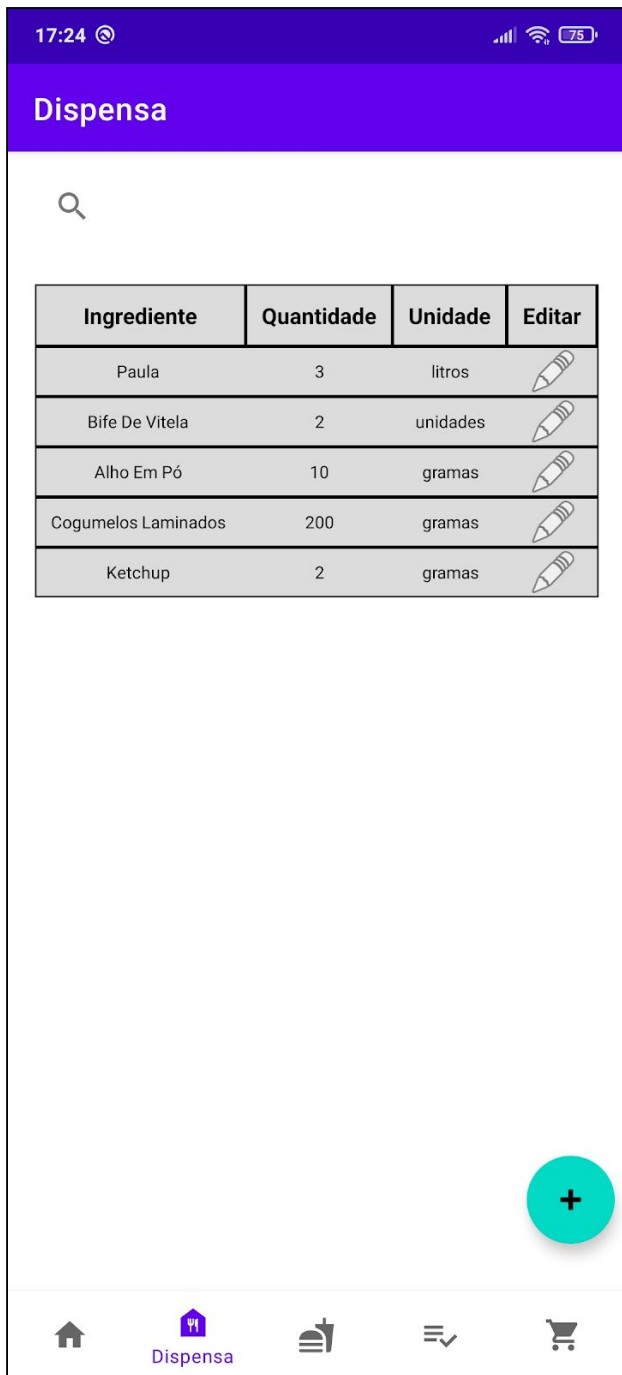 17:24 75
Dispensa
Ingrediente Quantidade Unidade Editar
Paula 3 litros
Bife De Vitela 2 unidades
Alho Em Pó 10 gramas
Cogumelos Laminados 200 gramas
Ketchup 2 gramas
+
Dispensa